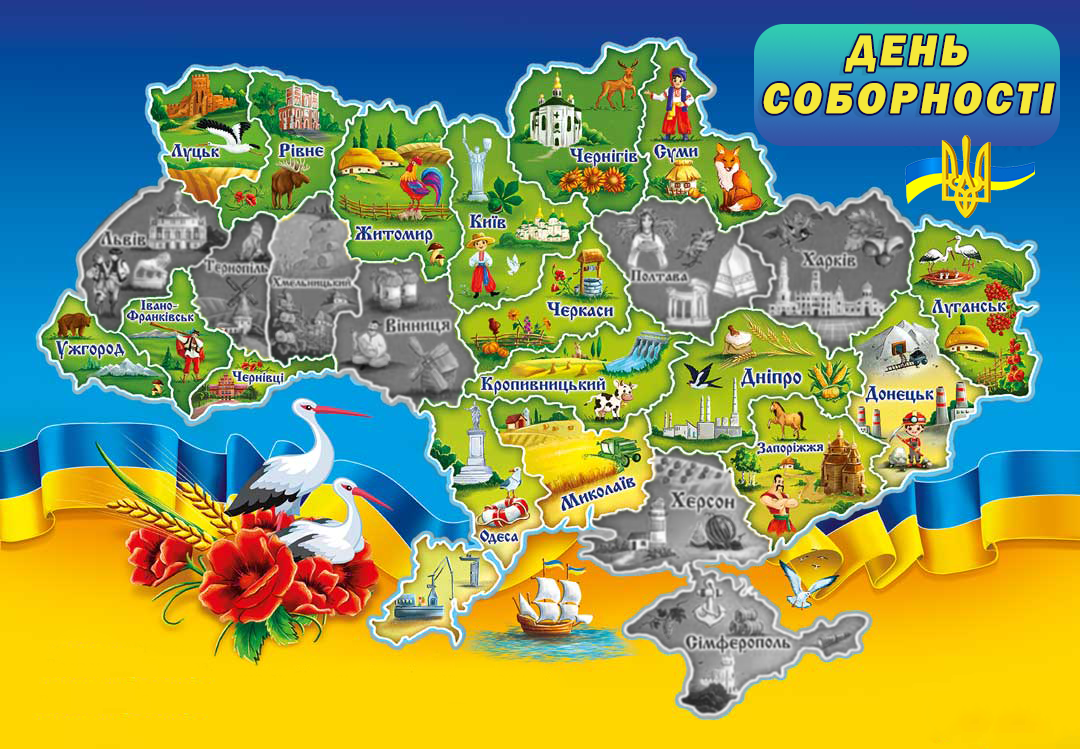 ДЕНЬ
СОБОРНОСТІ
Луцьк
Рівне
Чернігів
Суми
Житомир
Київ
Львів
Тернопіль
Хмельницький
Полтава
Харків
Івано-
Франківськ
Черкаси
Луганськ
Вінниця
Ужгород
Чернівці
Кропивницький
Дніпро
Донецьк
Запоріжжя
Миколаїв
Херсон
Одеса
Сімферополь